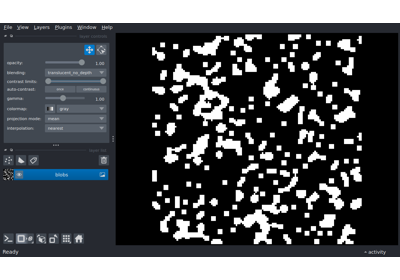 File View Layers Plugins Window Help
opacity: 1.00
blending: translucent_no_depth
contrast limits:
auto-contrast: once continuous
gamma: 1.00
colormap: gray
projection mode: none
interpolation: nearest
blobs
Ready
activity